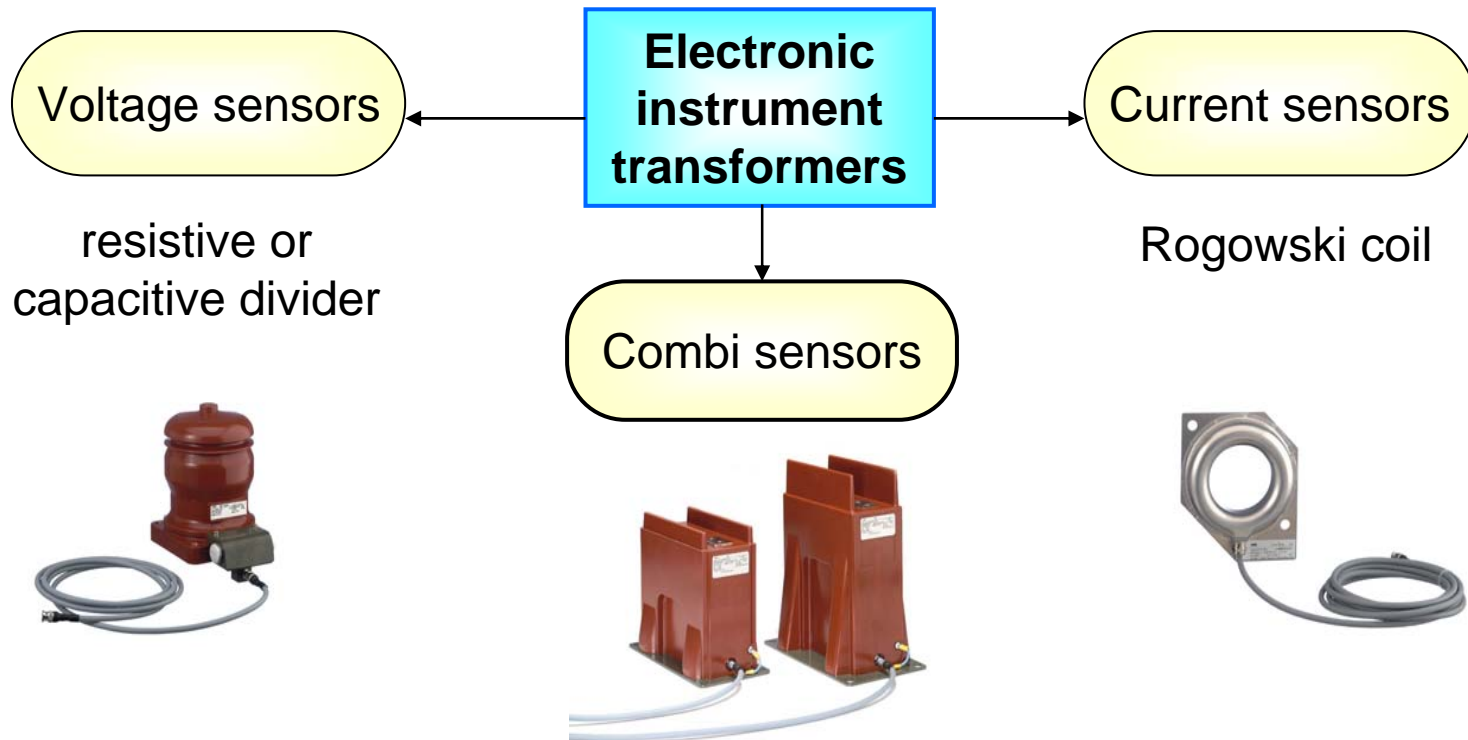 Electronic
instrument
transformers
Voltage sensors
Current sensors
resistive or
capacitive divider
Rogowski coil
Combi sensors